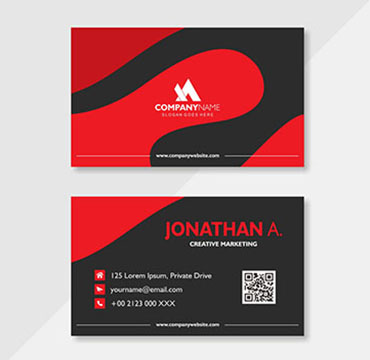 COMPANYNAME
SLOGAN GOES HERE
www.companywebsite.com
JONATHAN A.
CREATIVE MARKETING
125 Lorem Ipsum, Private Drive
yourname@email.com
+00 2123 000 XXX
www.companywebsite.com